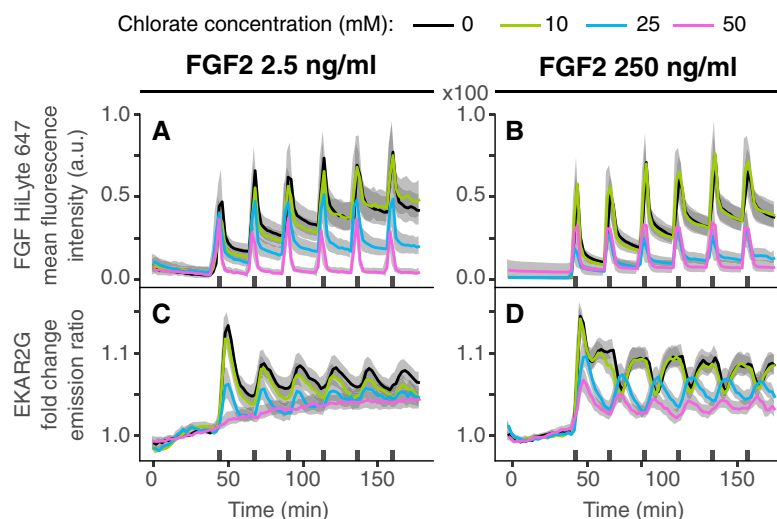 Chlorate concentration (mM): 0 10 25 50
FGF2 2.5 ng/ml FGF2 250 ng/ml
x100
FGF HiLyte 647
mean fluorescence
intensity (a.u.)
1.0
0.5
0.0
A
1.0
0.5
0.0
B
EKAR2G
fold change
emission ratio
1.1
1.0
C
1.1
1.0
D
0 50 100 150
Time (min)
0 50 100 150
Time (min)